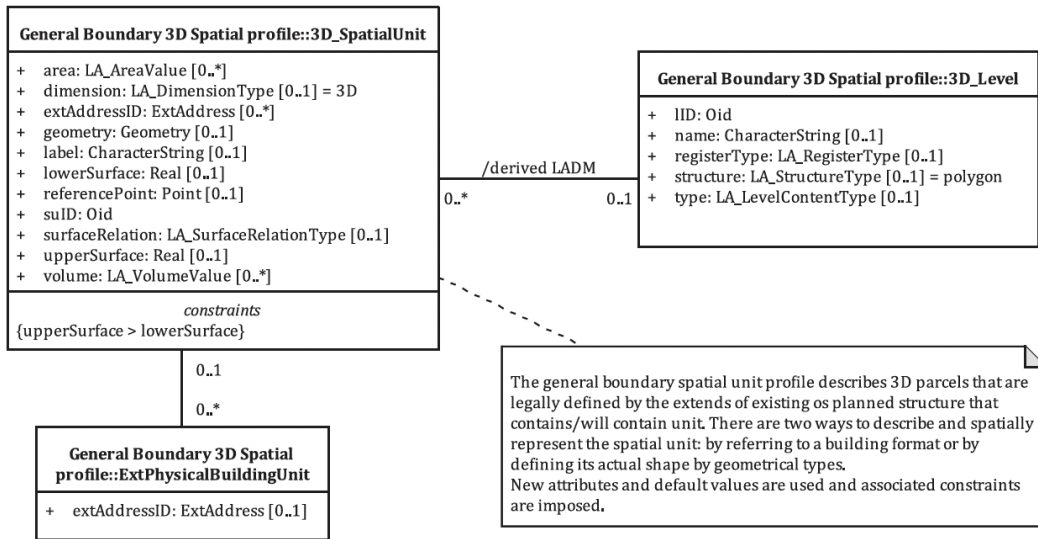 General Boundary 3D Spatial profile::3D_SpatialUnit
+ area: LA_AreaValue [0..*]
+ dimension: LA_DimensionType [0..1] = 3D
+ extAddressID: ExtAddress [0..*]
+ geometry: Geometry [0..1]
+ label: CharacterString [0..1]
+ lowerSurface: Real [0..1]
+ referencePoint: Point [0..1]
+ suID: Oid
+ surfaceRelation: LA_SurfaceRelationType [0..1]
+ upperSurface: Real [0..1]
+ volume: LA_VolumeValue [0..*]
constraints
{upperSurface > lowerSurface}
/derived LADM
0..*
0..1
General Boundary 3D Spatial profile::3D_Level
+ lID: Oid
+ name: CharacterString [0..1]
+ registerType: LA_RegisterType [0..1]
+ structure: LA_StructureType [0..1] = polygon
+ type: LA_LevelContentType [0..1]
0..1
0..*
General Boundary 3D Spatial
profile::ExtPhysicalBuildingUnit
+ extAddressID: ExtAddress [0..1]
The general boundary spatial unit profile describes 3D parcels that are
legally defined by the extends of existing os planned structure that
contains/will contain unit. There are two ways to describe and spatially
represent the spatial unit: by referring to a building format or by
defining its actual shape by geometrical types.
New attributes and default values are used and associated constraints
are imposed.